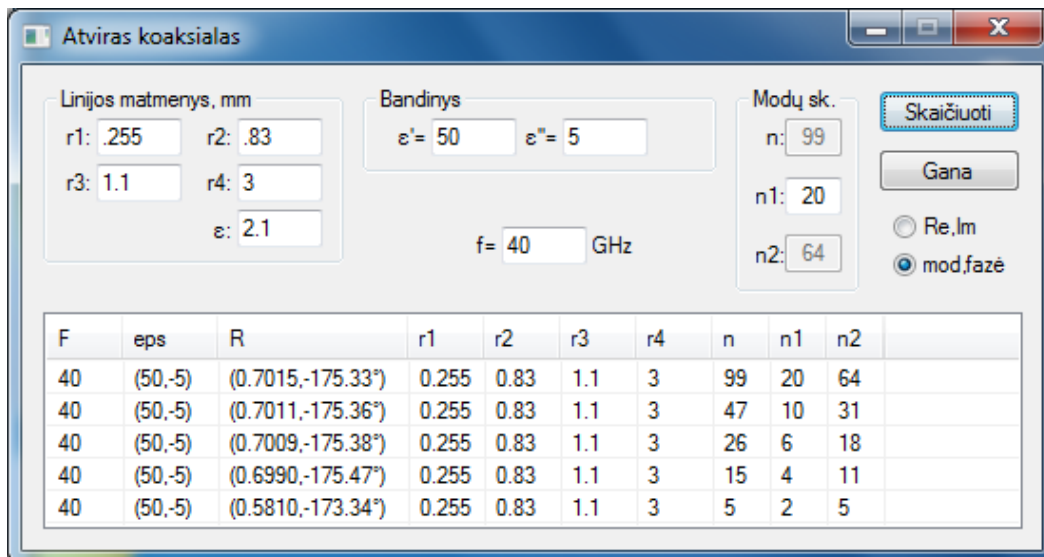 Atviras koaksialas
Linijos matmenys, mm
r1: .255 r2: .83
r3: 1.1 r4: 3
ε: 2.1
Bandinys
ε'= 50 ε"= 5
f= 40 GHz
Modų sk.
n: 99
n1: 20
n2: 64
Skaičiuoti
Gana
Re,Im
mod,fazė
F eps R r1 r2 r3 r4 n n1 n2
40 (50,-5) (0.7015,-175.33°) 0.255 0.83 1.1 3 99 20 64
40 (50,-5) (0.7011,-175.36°) 0.255 0.83 1.1 3 47 10 31
40 (50,-5) (0.7009,-175.38°) 0.255 0.83 1.1 3 26 6 18
40 (50,-5) (0.6990,-175.47°) 0.255 0.83 1.1 3 15 4 11
40 (50,-5) (0.5810,-173.34°) 0.255 0.83 1.1 3 5 2 5